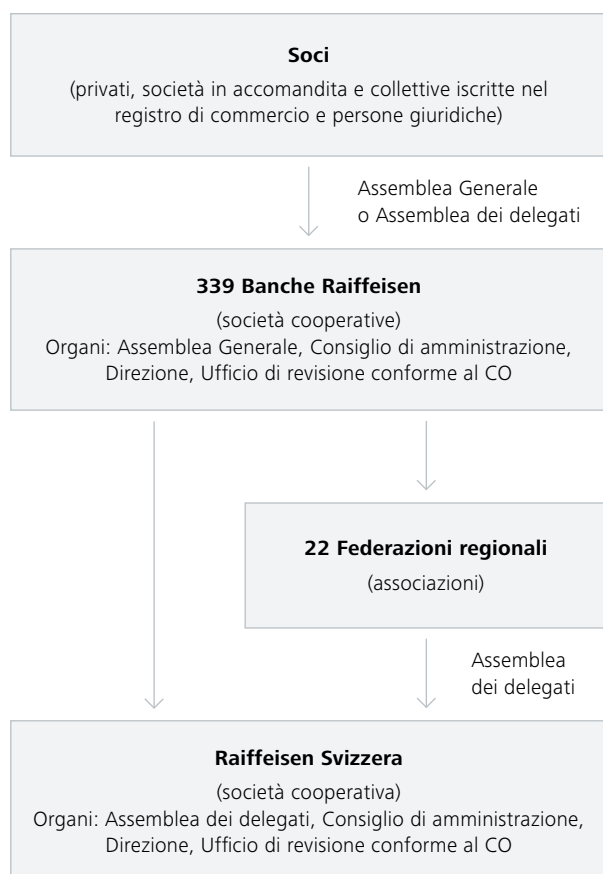 Soci
(privati, società in accomandita e collettive iscritte nel
registro di commercio e persone giuridiche)
Assemblea Generale
o Assemblea dei delegati
339 Banche Raiffeisen
(società cooperative)
Organi: Assemblea Generale, Consiglio di amministrazione,
Direzione, Ufficio di revisione conforme al CO
22 Federazioni regionali
(associazioni)
Assemblea
dei delegati
Raiffeisen Svizzera
(società cooperativa)
Organi: Assemblea dei delegati, Consiglio di amministrazione,
Direzione, Ufficio di revisione conforme al CO